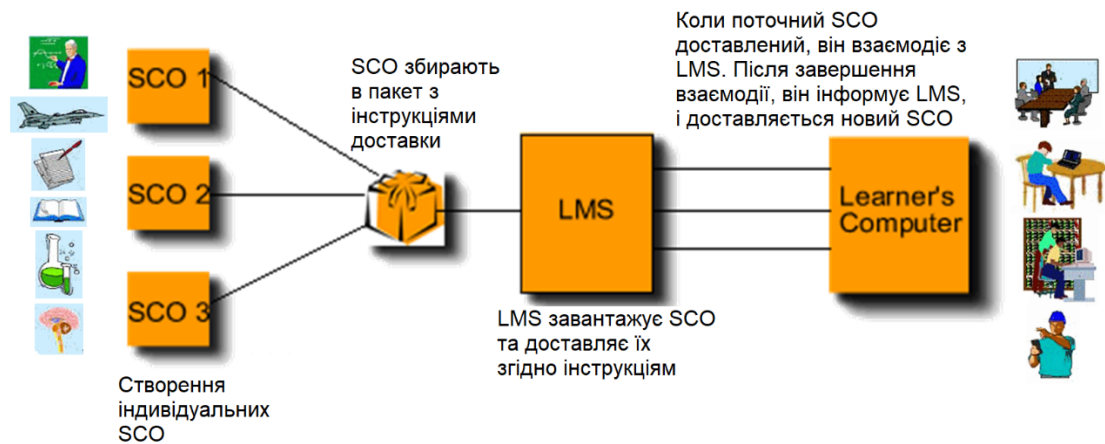 SCO 1
SCO 2
SCO 3
Створення
індивідуальних
SCO
SCO збирають
в пакет з
інструкціями
доставки
LMS
LMS завантажує SCO
та доставляє їх
згідно інструкціям
Коли поточний SCO
доставлений, він взаємодіє з
LMS. Після завершення
взаємодії, він інформує LMS,
і доставляється новий SCO
Learner's
Computer